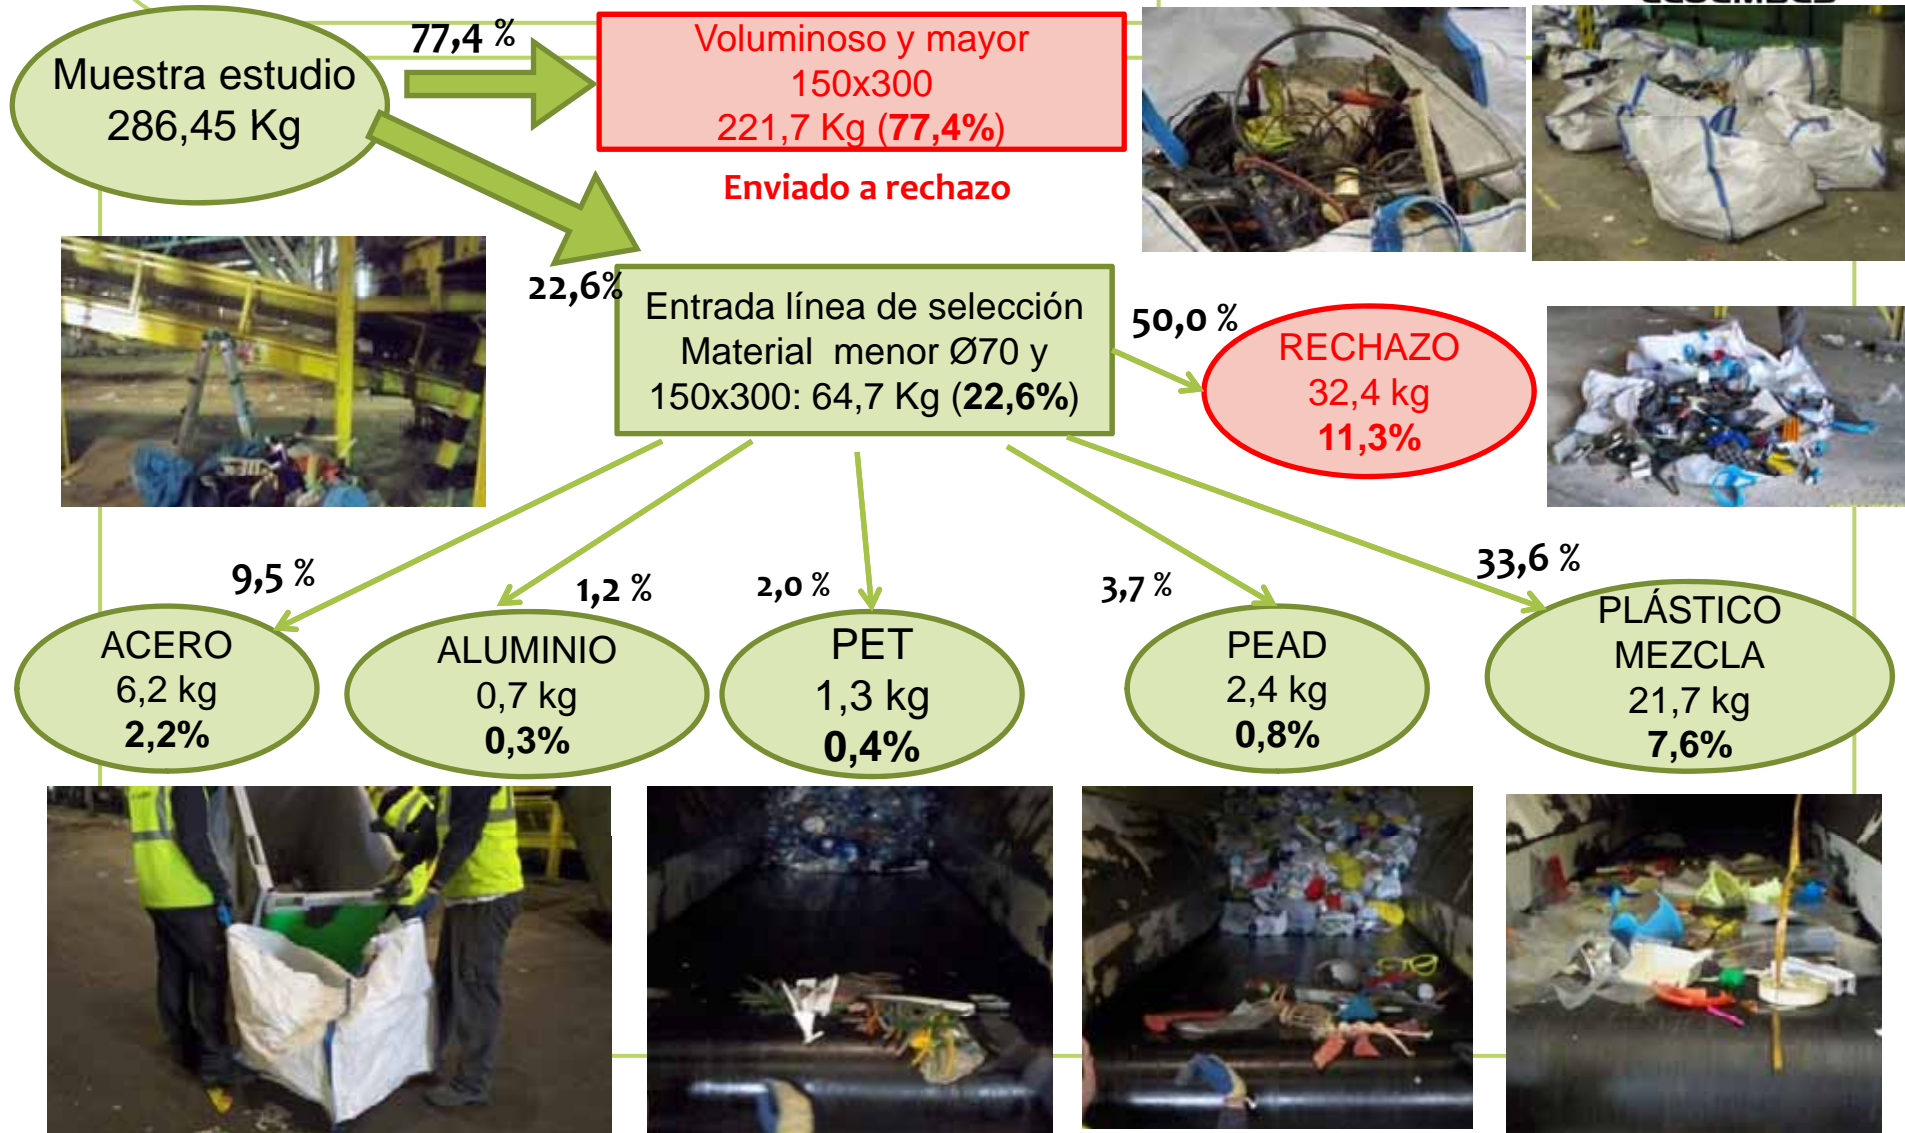 77,4 %
Muestra estudio
286,45 Kg
Voluminoso y mayor
150x300
221,7 Kg (77,4%)
Enviado a rechazo
22,6%
Entrada línea de selección
Material menor Ø70 y
150x300: 64,7 Kg (22,6%)
50,0 %
RECHAZO
32,4 kg
11,3%
9,5 %
1,2 %
2,0 %
3,7 %
33,6 %
ACERO
6,2 kg
2,2%
ALUMINIO
0,7 kg
0,3%
PET
1,3 kg
0,4%
PEAD
2,4 kg
0,8%
PLÁSTICO
MEZCLA
21,7 kg
7,6%